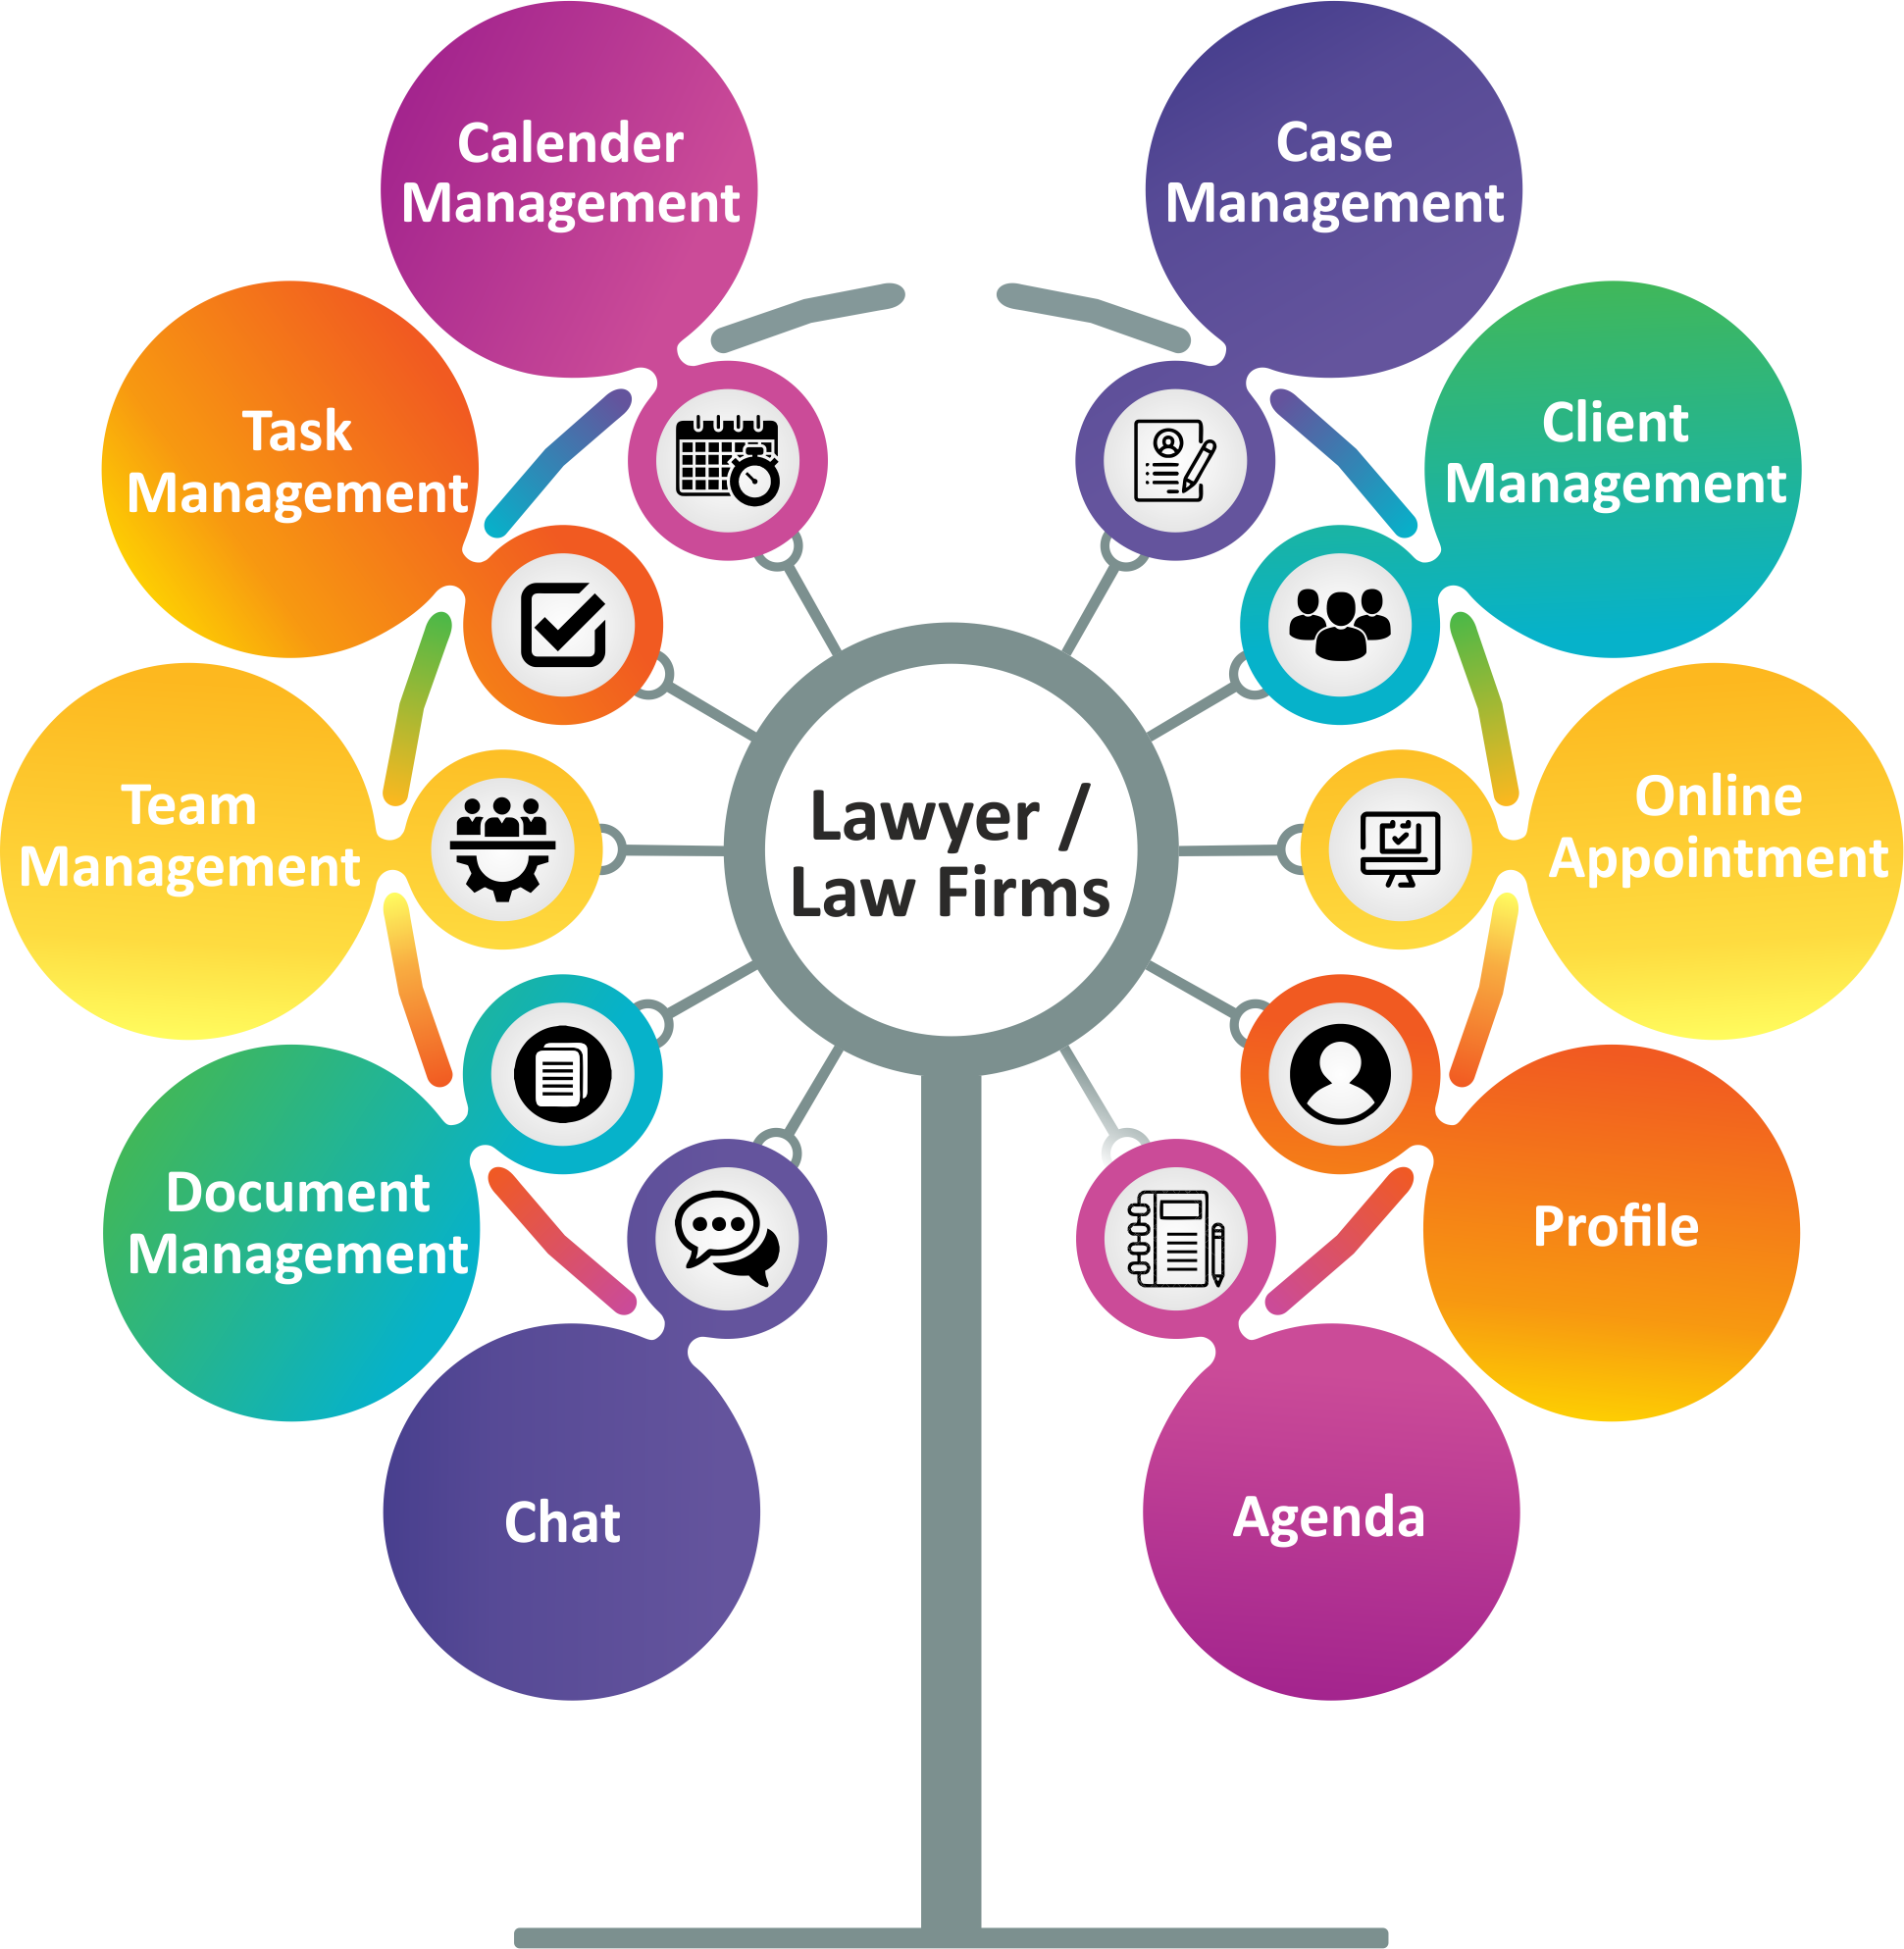 Calender
Management
Case
Management
Task
Management
Client
Management
Team
Management
Lawyer /
Law Firms
Online
Appointment
Document
Management
Profile
Chat
Agenda